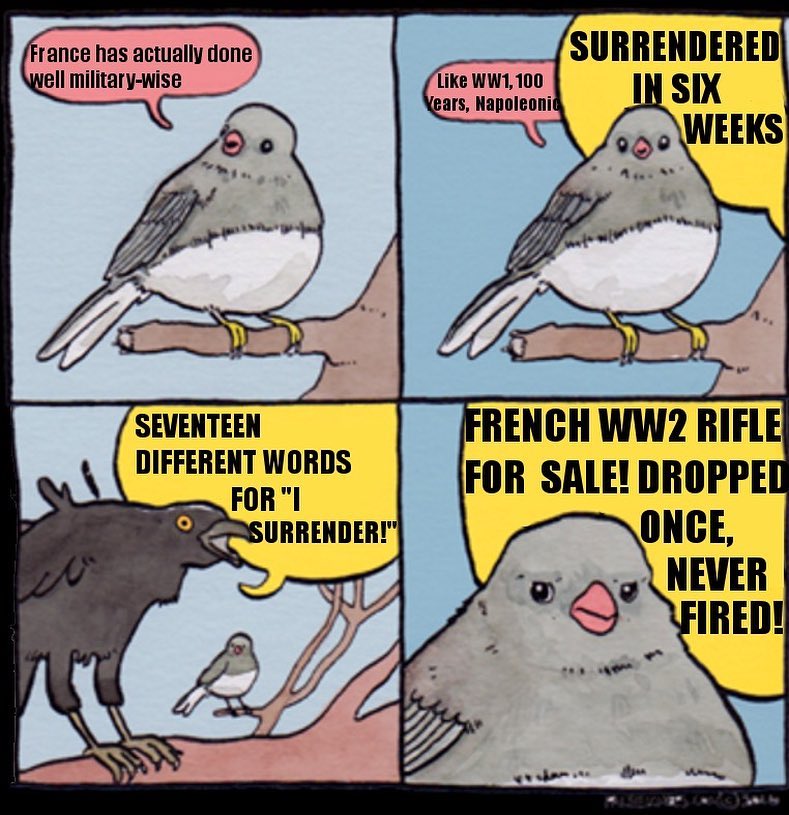 France has actually done
well military-wise
Like WW1, 100
Years, Napoleonic
SURRENDERED
IN SIX
WEEKS
SEVENTEEN
DIFFERENT WORDS
FOR "I
SURRENDER!"
FRENCH WW2 RIFLE
FOR SALE! DROPPED
ONCE,
NEVER
FIRED!